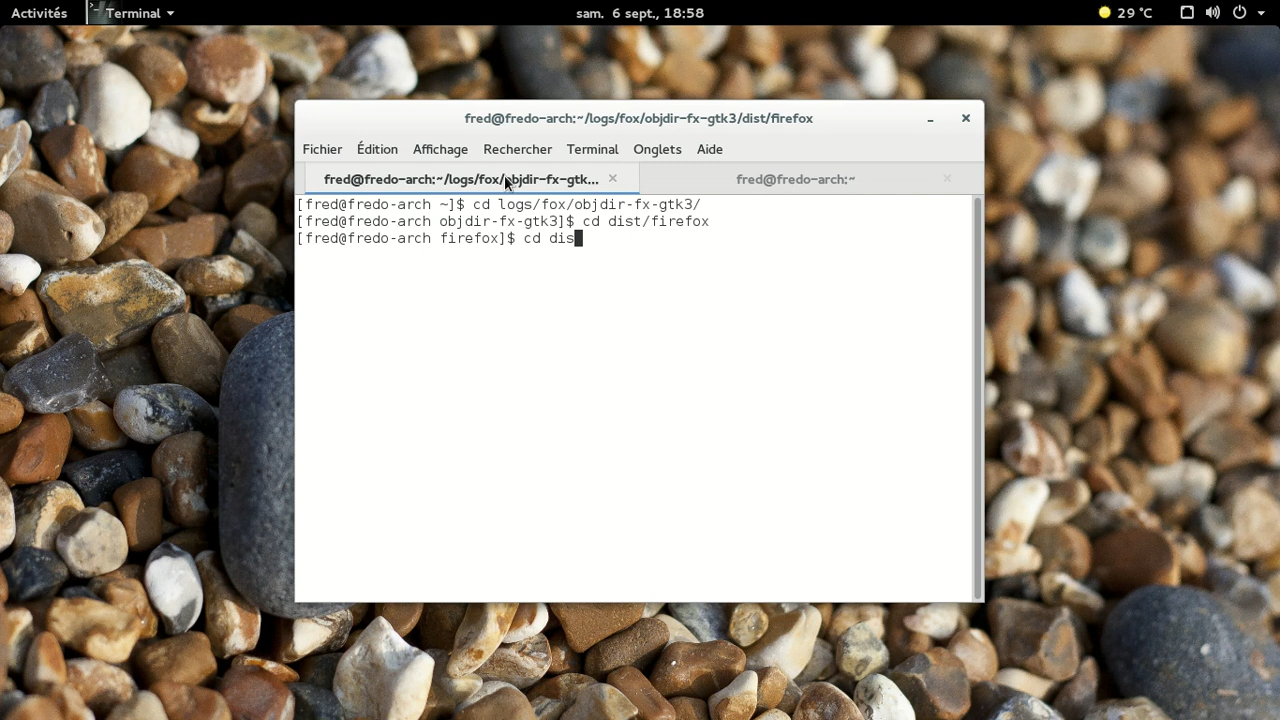 Activités Terminal sam. 6 sept., 18:58 29 °C
fred@fredo-arch:~/logs/fox/objdir-fx-gtk3/dist/firefox
Fichier Édition Affichage Rechercher Terminal Onglets Aide
fred@fredo-arch:~/logs/fox/objdir-fx-gtk... fred@fredo-arch:~
[fred@fredo-arch ~]$ cd logs/fox/objdir-fx-gtk3/
[fred@fredo-arch objdir-fx-gtk3]$ cd dist/firefox
[fred@fredo-arch firefox]$ cd dis